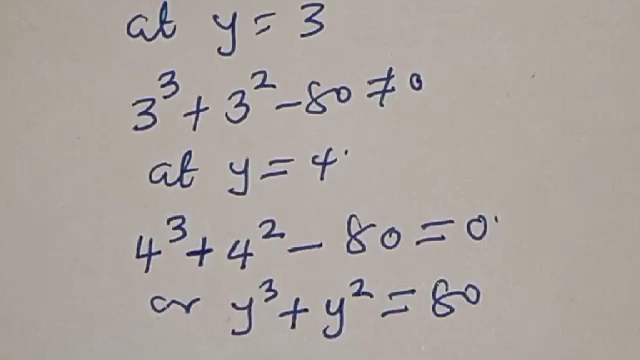 at y = 3
3³ + 3² - 80 ≠ 0
at y = 4.
4³ + 4² - 80 = 0.
or y³ + y² = 80